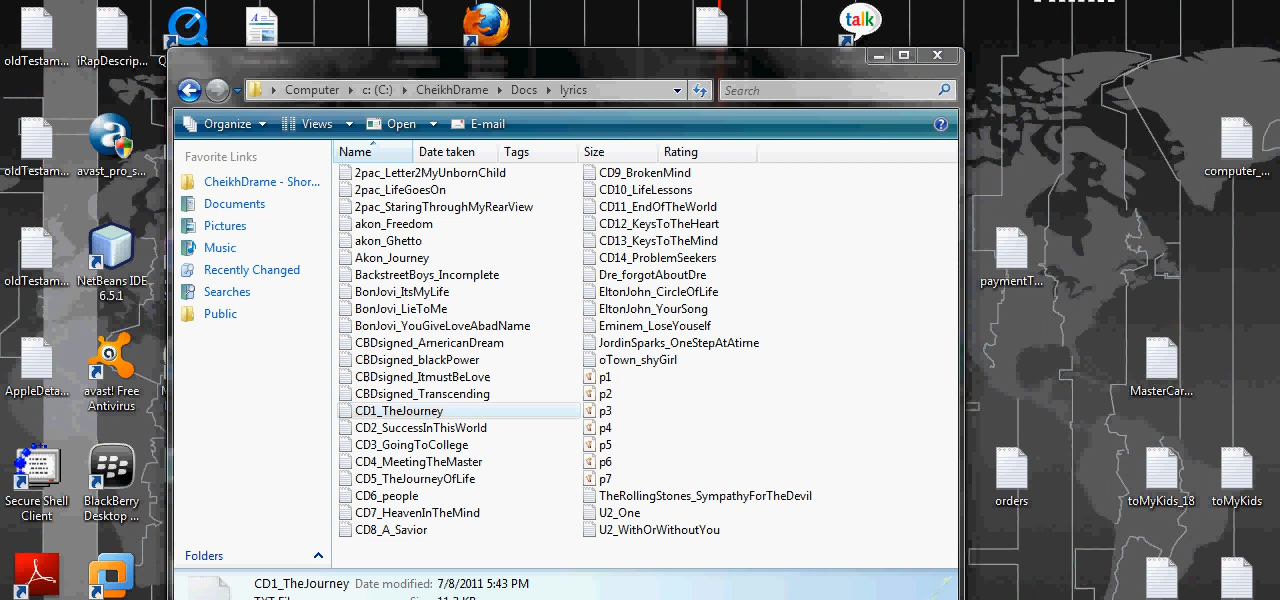 talk
oldTestam...
iRapDescrip...
Computer
c: (C:)
CheikhDrame
Docs
lyrics
Search
Organize
Views
Open
E-mail
Favorite Links
CheikhDrame - Shor...
Documents
Pictures
Music
Recently Changed
Searches
Public
Folders
Name
Date taken
Tags
Size
Rating
2pac_Letter2MyUnbornChild
2pac_LifeGoesOn
2pac_StaringThroughMyRearView
akon_Freedom
akon_Ghetto
Akon_Journey
BackstreetBoys_Incomplete
BonJovi_ItsMyLife
BonJovi_LieToMe
BonJovi_YouGiveLoveAbadName
CBDsigned_AmericanDream
CBDsigned_blackPower
CBDsigned_ItmustBeLove
CBDsigned_Transcending
CD1_TheJourney
CD2_SuccessInThisWorld
CD3_GoingToCollege
CD4_MeetingTheMaster
CD5_TheJourneyOfLife
CD6_people
CD7_HeavenInTheMind
CD8_A_Savior
CD9_BrokenMind
CD10_LifeLessons
CD11_EndOfTheWorld
CD12_KeysToTheHeart
CD13_KeysToTheMind
CD14_ProblemSeekers
Dre_forgotAboutDre
EltonJohn_CircleOfLife
EltonJohn_YourSong
Eminem_LoseYouself
JordinSparks_OneStepAtAtime
oTown_shyGirl
p1
p2
p3
p4
p5
p6
p7
TheRollingStones_SympathyForTheDevil
U2_One
U2_WithOrWithoutYou
CD1_TheJourney Date modified: 7/3/2011 5:43 PM
oldTestam...
avast_pro_s...
oldTestam...
NetBeans IDE
6.5.1
AppleDeta...
avast! Free
Antivirus
Secure Shell
Client
BlackBerry
Desktop ...
computer_...
paymentT...
MasterCar...
orders
toMyKids_18
toMyKids